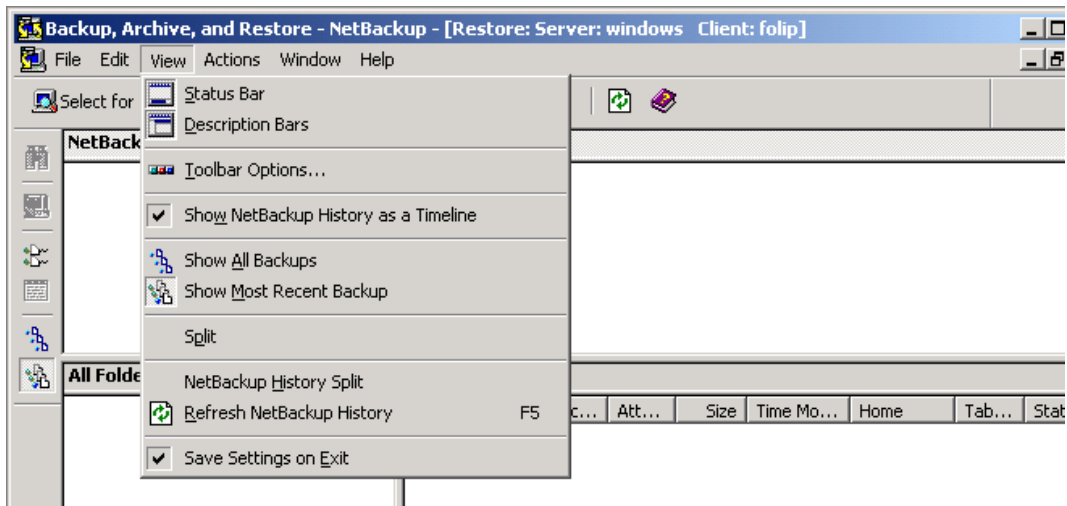 Backup, Archive, and Restore - NetBackup - [Restore: Server: windows Client: folip]
File Edit View Actions Window Help
Select for
Status Bar
Description Bars
NetBack
Toolbar Options...
Show NetBackup History as a Timeline
Show All Backups
Show Most Recent Backup
Split
All Folde
NetBackup History Split
Refresh NetBackup History F5
c... Att... Size Time Mo... Home Tab... Stat
Save Settings on Exit